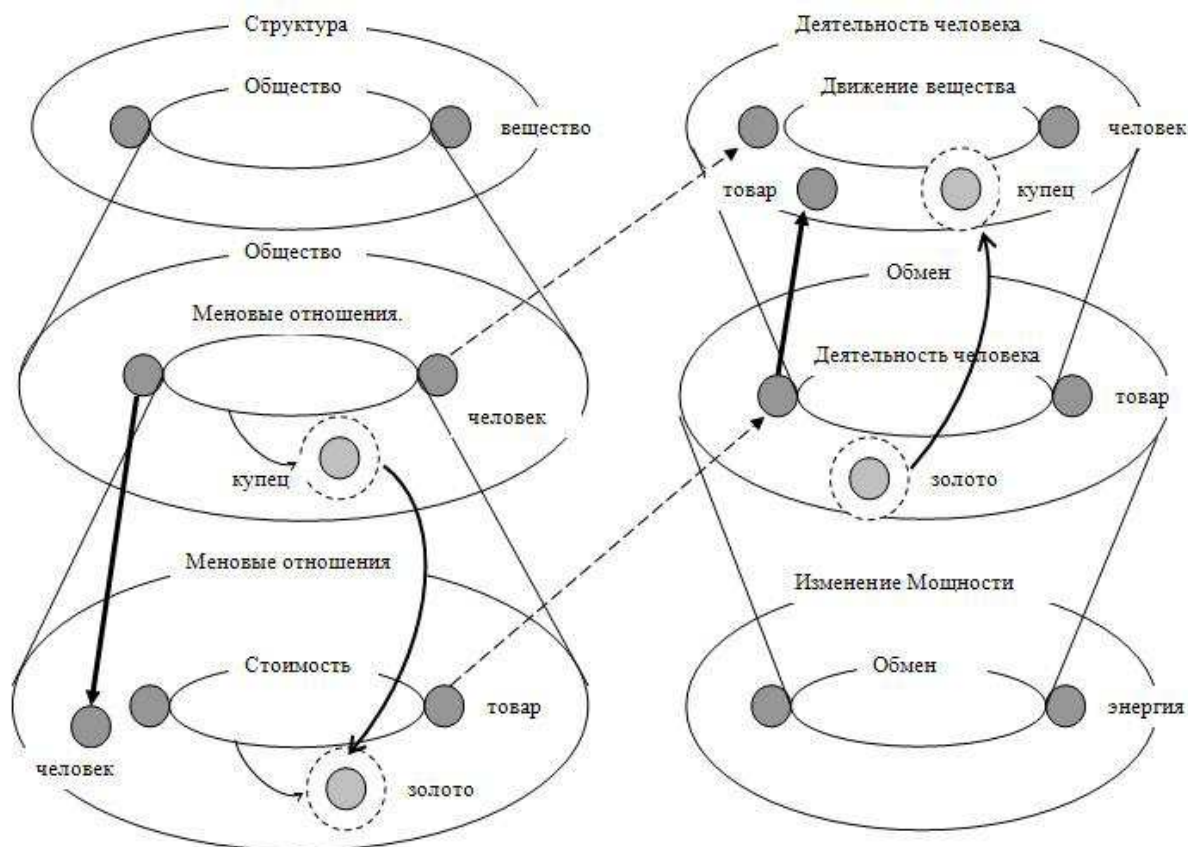 Структура
Общество
вещество
Общество
Меновые отношения.
человек
купец
Меновые отношения
Стоимость
товар
человек
золото
Деятельность человека
Движение вещества
человек
товар
купец
Обмен
Деятельность человека
товар
золото
Изменение Мощности
Обмен
энергия